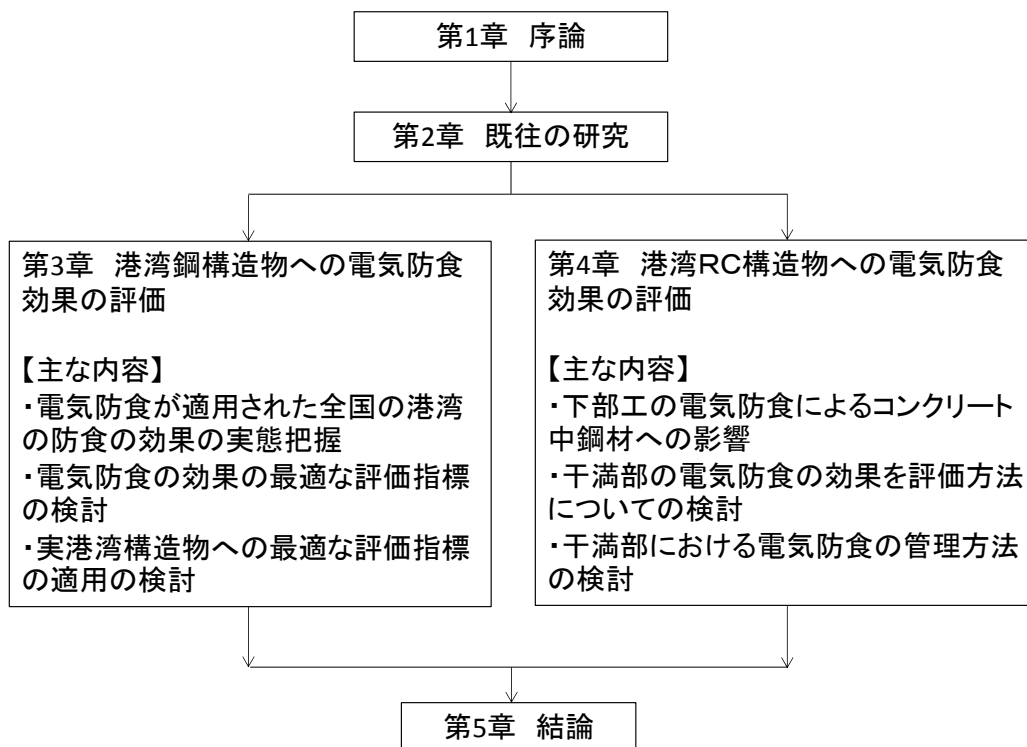 第1章 序論
第2章 既往の研究
第3章 港湾鋼構造物への電気防食
効果の評価
【主な内容】
・電気防食が適用された全国の港湾
の防食の効果の実態把握
・電気防食の効果の最適な評価指標
の検討
・実港湾構造物への最適な評価指標
の適用の検討
第4章 港湾RC構造物への電気防食
効果の評価
【主な内容】
・下部工の電気防食によるコンクリート
中鋼材への影響
・干満部の電気防食の効果を評価方法
についての検討
・干満部における電気防食の管理方法
の検討
第5章 結論